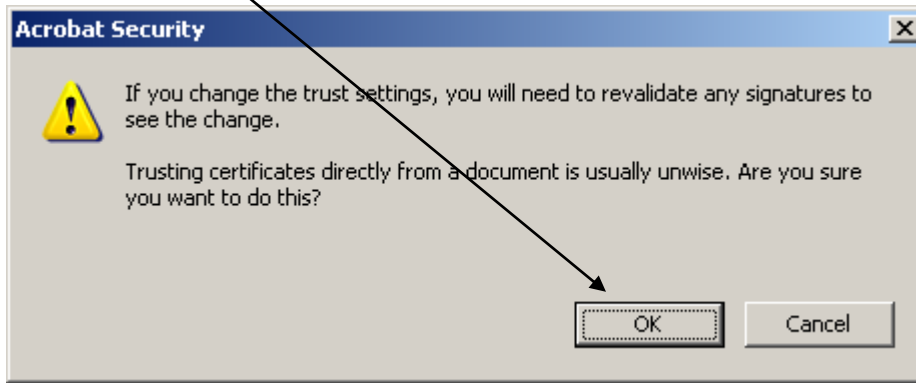 Acrobat Security
If you change the trust settings, you will need to revalidate any signatures to
see the change.
Trusting certificates directly from a document is usually unwise. Are you sure
you want to do this?
OK
Cancel